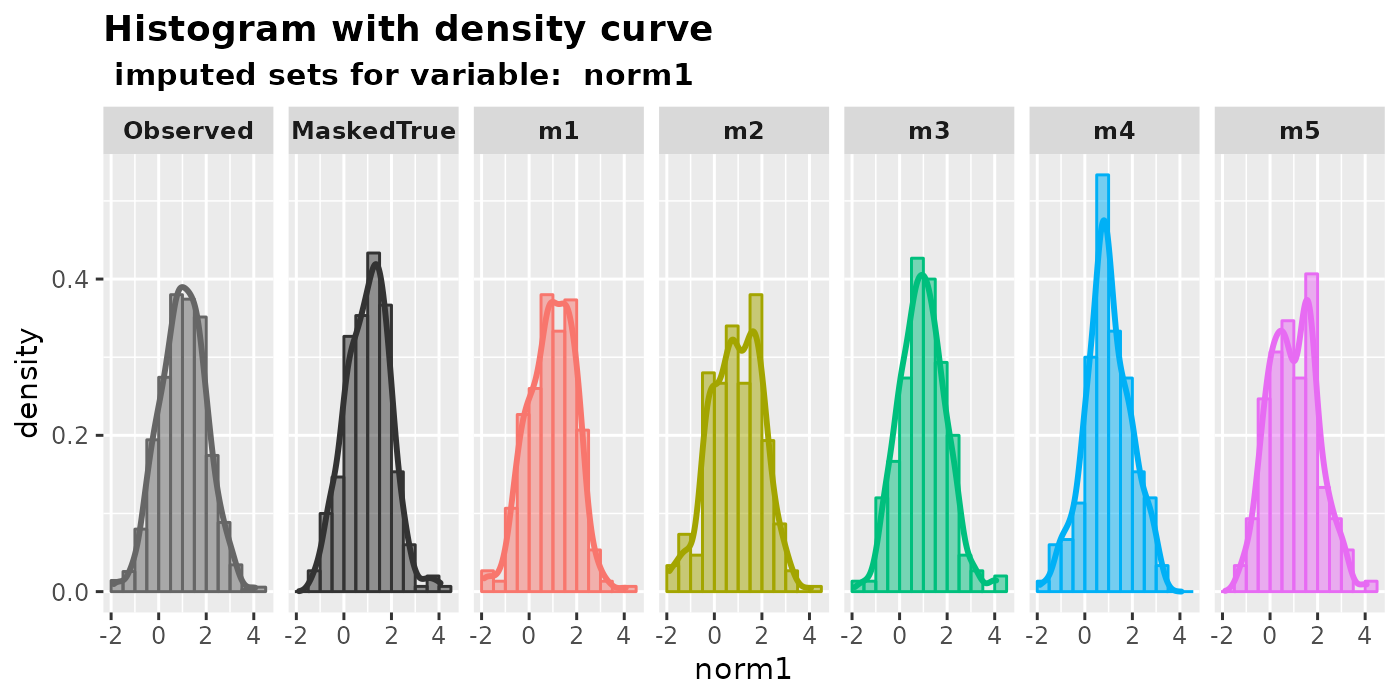 Histogram with density curve
imputed sets for variable:  norm1
Observed MaskedTrue m1 m2 m3 m4 m5
density
0.4
0.2
0.0
-2 0 2 4 -2 0 2 4 -2 0 2 4 -2 0 2 4 -2 0 2 4 -2 0 2 4 -2 0 2 4
norm1